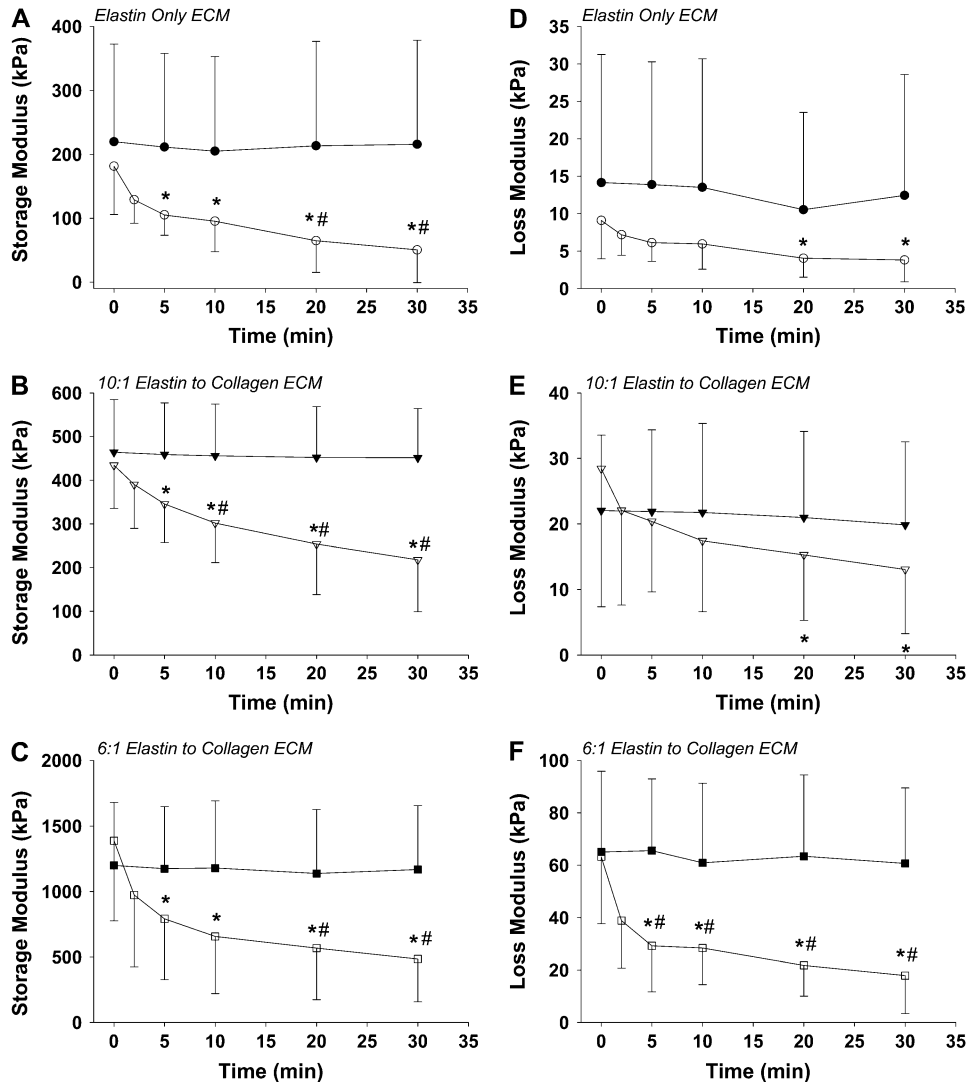 A Elastin Only ECM
Storage Modulus (kPa)
400
300
200
100
0
* * *# *#
0 5 10 15 20 25 30 35
Time (min)
D Elastin Only ECM
Loss Modulus (kPa)
35
30
25
20
15
10
5
0
* *
0 5 10 15 20 25 30 35
Time (min)
B 10:1 Elastin to Collagen ECM
Storage Modulus (kPa)
600
500
400
300
200
100
0
* *# *# *#
0 5 10 15 20 25 30 35
Time (min)
E 10:1 Elastin to Collagen ECM
Loss Modulus (kPa)
40
30
20
10
0
* *
0 5 10 15 20 25 30 35
Time (min)
C 6:1 Elastin to Collagen ECM
Storage Modulus (kPa)
2000
1500
1000
500
0
* * *# *#
0 5 10 15 20 25 30 35
Time (min)
F 6:1 Elastin to Collagen ECM
Loss Modulus (kPa)
100
80
60
40
20
0
*# *# *# *#
0 5 10 15 20 25 30 35
Time (min)